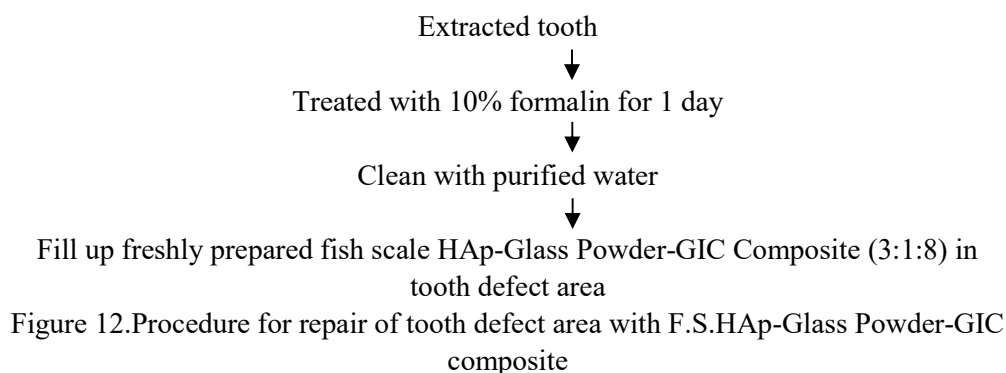 Extracted tooth
Treated with 10% formalin for 1 day
Clean with purified water
Fill up freshly prepared fish scale HAp-Glass Powder-GIC Composite (3:1:8) in
tooth defect area
Figure 12.Procedure for repair of tooth defect area with F.S.HAp-Glass Powder-GIC
composite